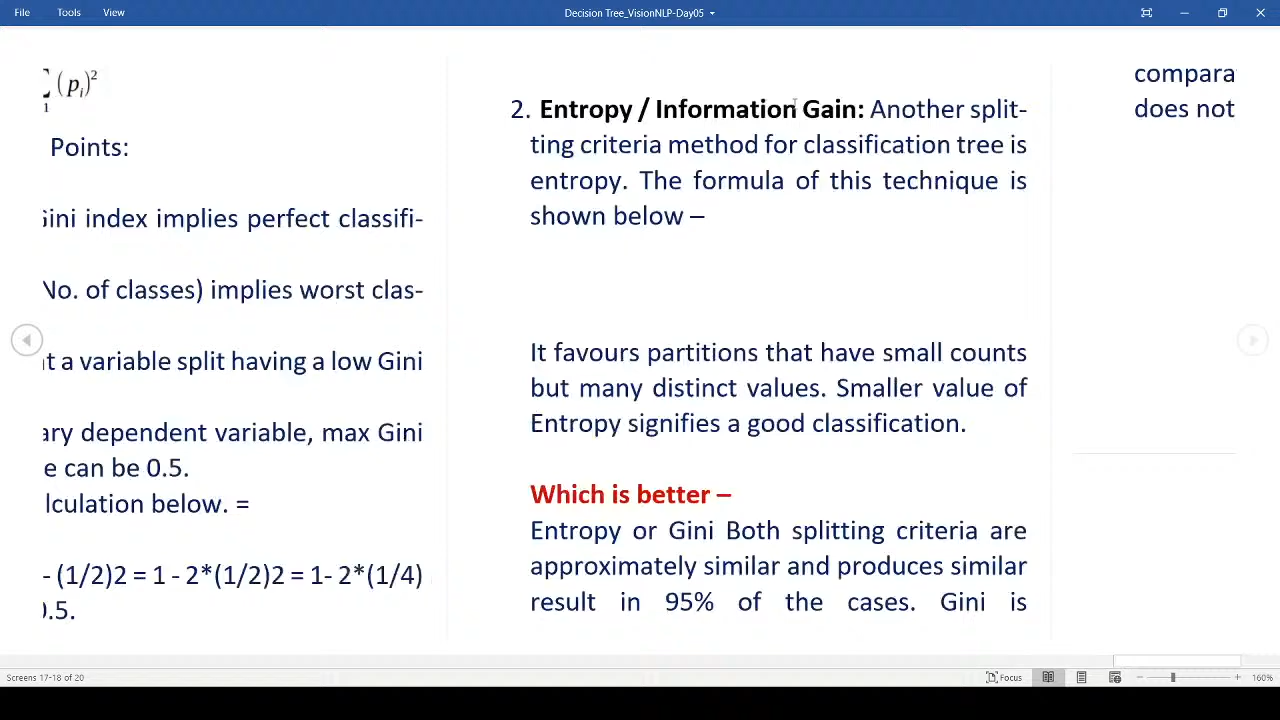 File Tools View
Decision Tree_VisionNLP-Day05
(pᵢ)²
1
Points:
Gini index implies perfect classifi-
No. of classes) implies worst clas-
t a variable split having a low Gini
ary dependent variable, max Gini
e can be 0.5.
lculation below. =
- (1/2)2 = 1 - 2*(1/2)2 = 1- 2*(1/4)
0.5.
2. Entropy / Information Gain: Another split-
ting criteria method for classification tree is
entropy. The formula of this technique is
shown below –
It favours partitions that have small counts
but many distinct values. Smaller value of
Entropy signifies a good classification.
Which is better –
Entropy or Gini Both splitting criteria are
approximately similar and produces similar
result in 95% of the cases. Gini is
compara
does not
Screens 17-18 of 20
Focus
160%